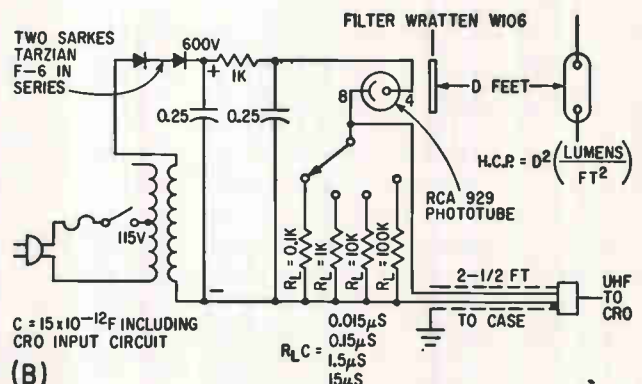 TWO SARKES
TARZIAN
F-6 IN
SERIES
600V
+
1K
0.25
0.25
FILTER WRATTEN W106
8
4
D FEET
H.C.P. = D² (LUMENS/FT²)
RCA 929
PHOTOTUBE
115V
R_L = 0.1K
R_L = 1K
R_L = 10K
R_L = 100K
−
2-1/2 FT
TO CASE
UHF
TO
CRO
C = 15x10⁻¹²F INCLUDING
CRO INPUT CIRCUIT
R_L C =
0.015µS
0.15µS
1.5µS
15µS
(B)